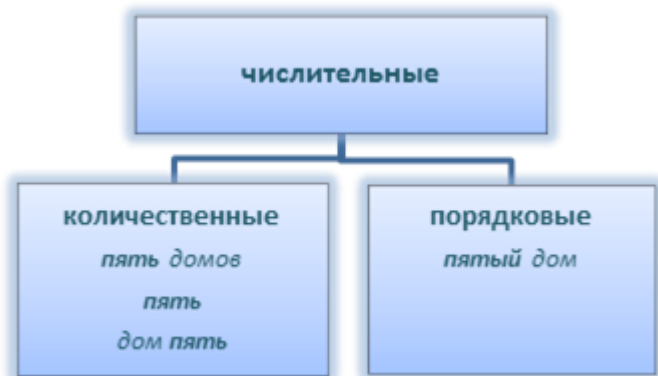 числительные
количественные
пять домов
пять
дом пять
порядковые
пятый дом